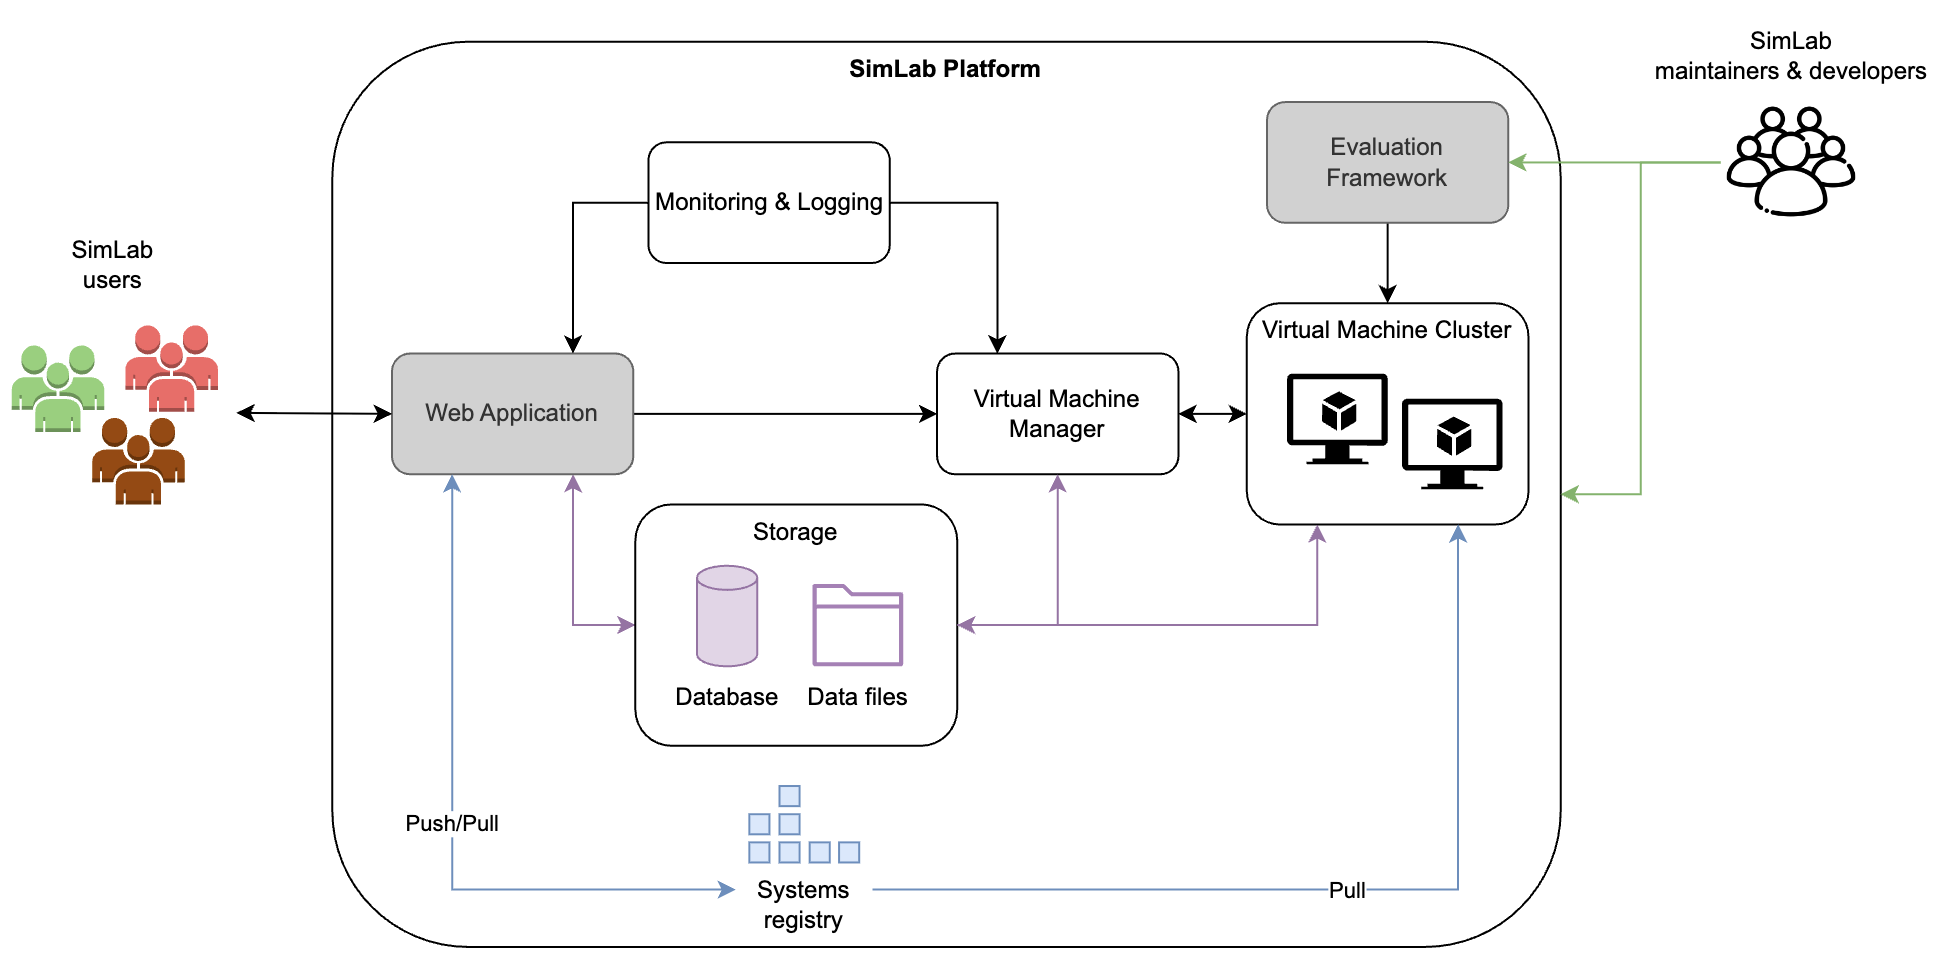 SimLab
maintainers & developers
SimLab Platform
Evaluation
Framework
Monitoring & Logging
SimLab
users
Virtual Machine Cluster
Web Application
Virtual Machine
Manager
Storage
Database
Data files
Push/Pull
Systems
registry
Pull